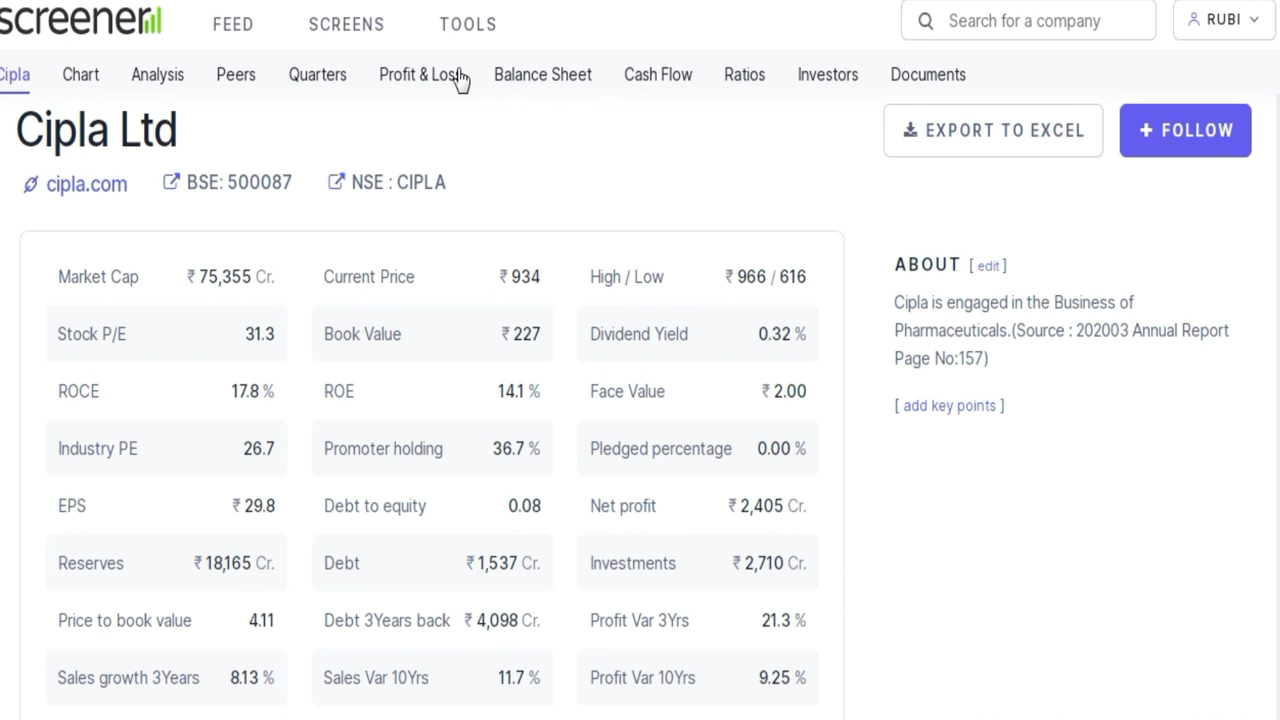 screener
FEED SCREENS TOOLS
Search for a company
RUBI
Cipla Chart Analysis Peers Quarters Profit & Loss Balance Sheet Cash Flow Ratios Investors Documents
Cipla Ltd
EXPORT TO EXCEL
+ FOLLOW
cipla.com BSE: 500087 NSE : CIPLA
Market Cap ₹ 75,355 Cr. Current Price ₹ 934 High / Low ₹ 966 / 616
Stock P/E 31.3 Book Value ₹ 227 Dividend Yield 0.32 %
ROCE 17.8 % ROE 14.1 % Face Value ₹ 2.00
Industry PE 26.7 Promoter holding 36.7 % Pledged percentage 0.00 %
EPS ₹ 29.8 Debt to equity 0.08 Net profit ₹ 2,405 Cr.
Reserves ₹ 18,165 Cr. Debt ₹ 1,537 Cr. Investments ₹ 2,710 Cr.
Price to book value 4.11 Debt 3Years back ₹ 4,098 Cr. Profit Var 3Yrs 21.3 %
Sales growth 3Years 8.13 % Sales Var 10Yrs 11.7 % Profit Var 10Yrs 9.25 %
ABOUT [ edit ]
Cipla is engaged in the Business of
Pharmaceuticals.(Source : 202003 Annual Report
Page No:157)
[ add key points ]